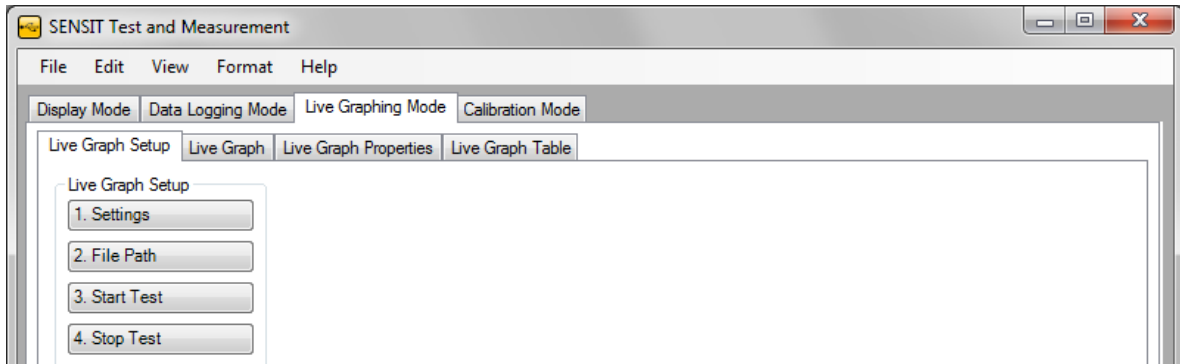 SENSIT Test and Measurement
File Edit View Format Help
Display Mode Data Logging Mode Live Graphing Mode Calibration Mode
Live Graph Setup Live Graph Live Graph Properties Live Graph Table
Live Graph Setup
1. Settings
2. File Path
3. Start Test
4. Stop Test